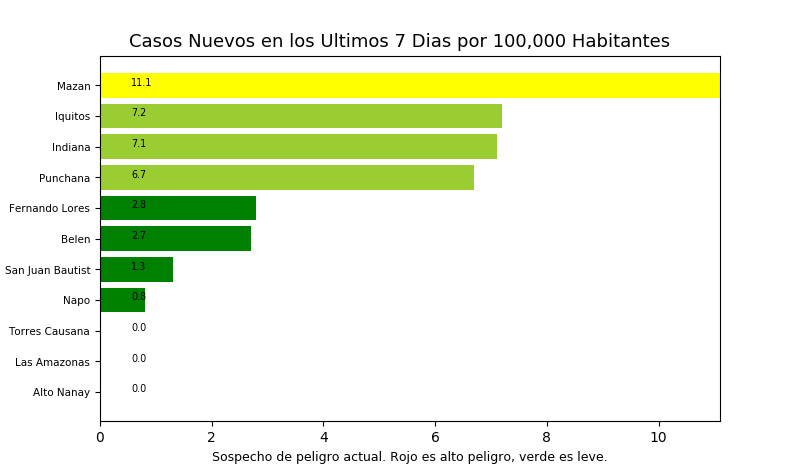 Casos Nuevos en los Ultimos 7 Dias por 100,000 Habitantes
Mazan 11.1
Iquitos 7.2
Indiana 7.1
Punchana 6.7
Fernando Lores 2.8
Belen 2.7
San Juan Bautist 1.3
Napo 0.8
Torres Causana 0.0
Las Amazonas 0.0
Alto Nanay 0.0
0 2 4 6 8 10
Sospecho de peligro actual. Rojo es alto peligro, verde es leve.